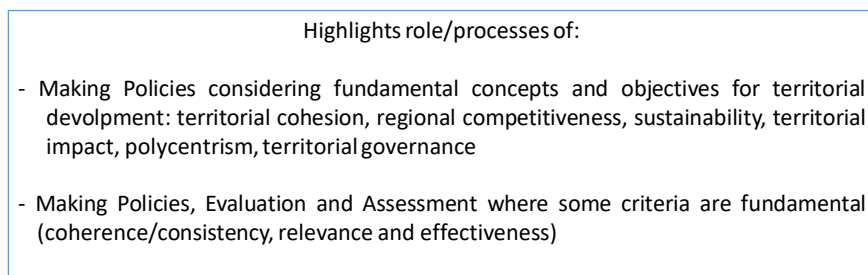 Highlights role/processes of:
- Making Policies considering fundamental concepts and objectives for territorial
devolpment: territorial cohesion, regional competitiveness, sustainability, territorial
impact, polycentrism, territorial governance
- Making Policies, Evaluation and Assessment where some criteria are fundamental
(coherence/consistency, relevance and effectiveness)